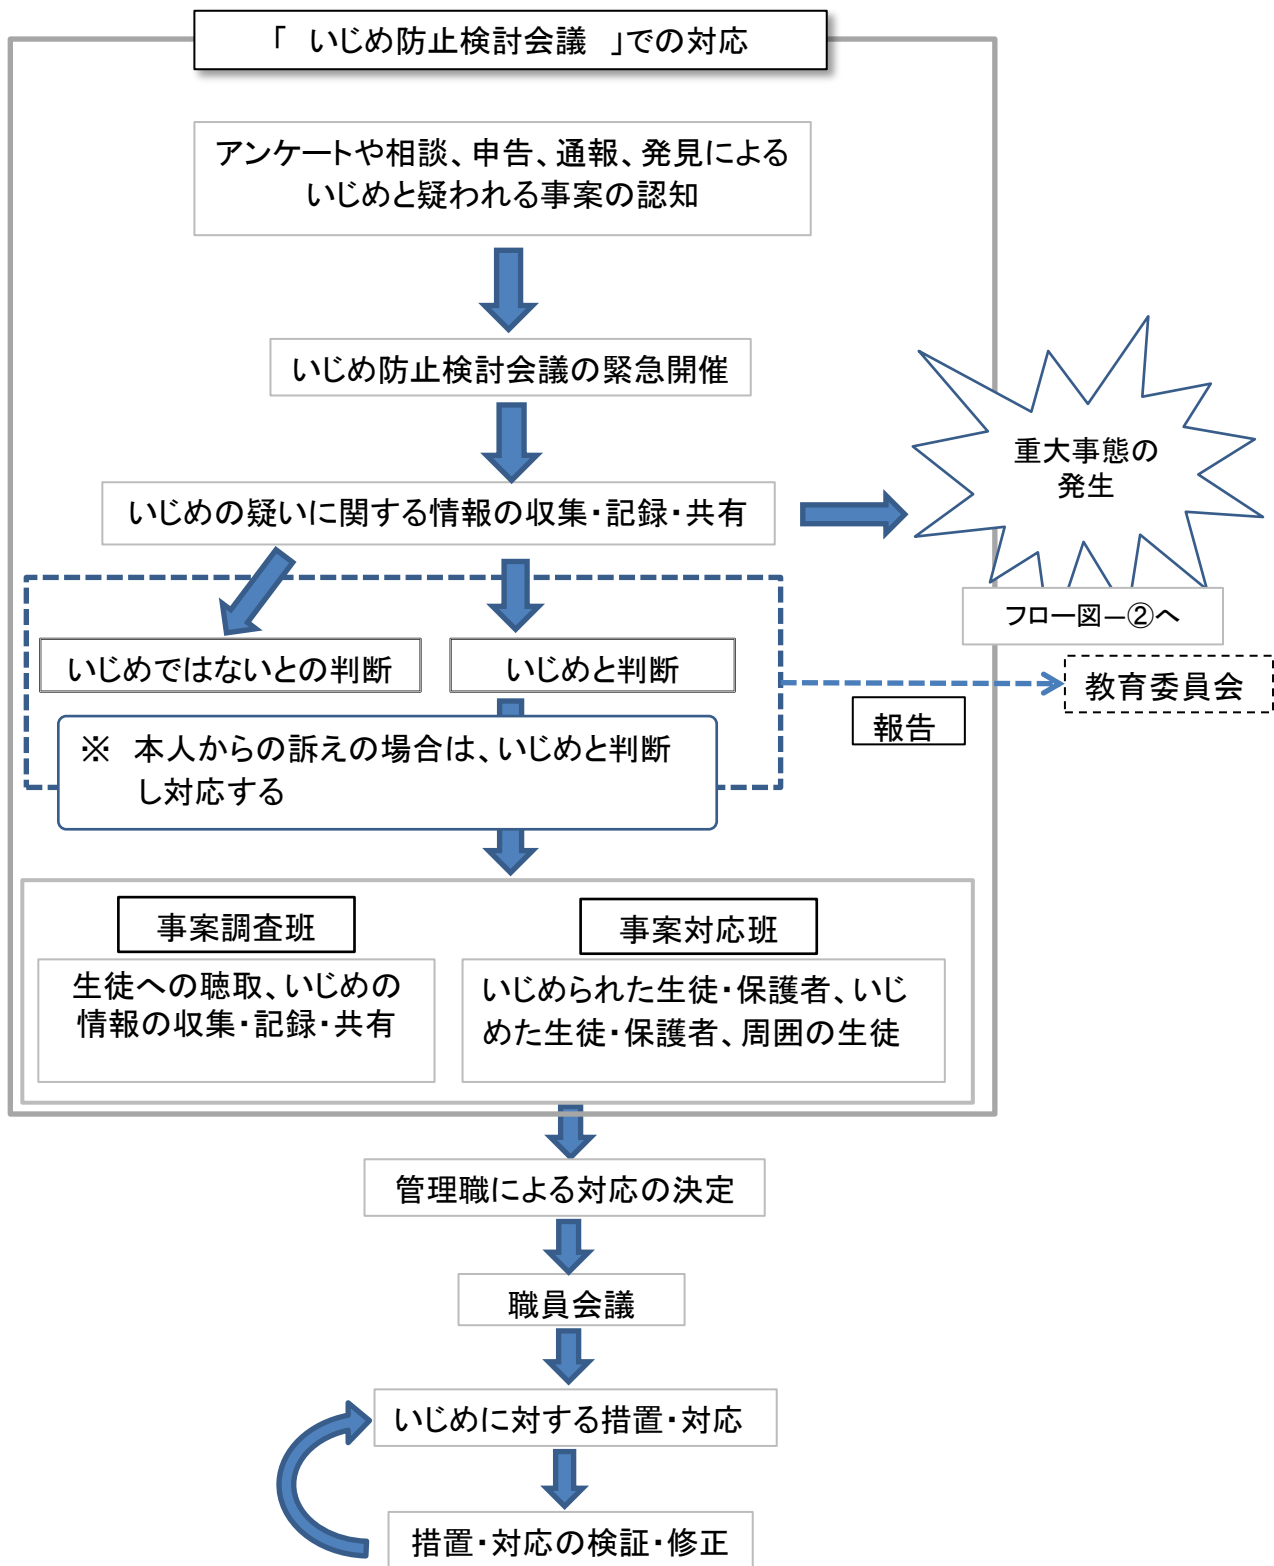 「　いじめ防止検討会議　」での対応
アンケートや相談、申告、通報、発見による
いじめと疑われる事案の認知
いじめ防止検討会議の緊急開催
重大事態の
発生
いじめの疑いに関する情報の収集・記録・共有
フロー図―②へ
いじめではないとの判断
いじめと判断
教育委員会
報告
※　本人からの訴えの場合は、いじめと判断
し対応する
事案調査班
生徒への聴取、いじめの
情報の収集・記録・共有
事案対応班
いじめられた生徒・保護者、いじ
めた生徒・保護者、周囲の生徒
管理職による対応の決定
職員会議
いじめに対する措置・対応
措置・対応の検証・修正